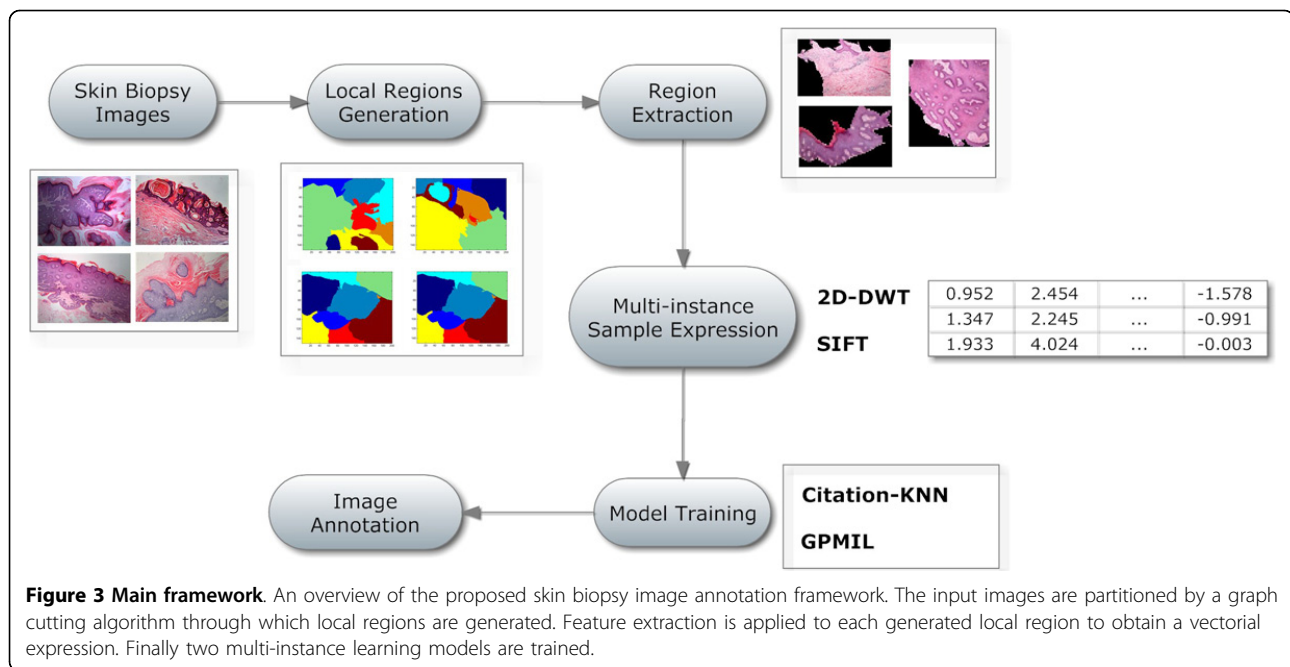 Skin Biopsy
Images
Local Regions
Generation
Region
Extraction
Multi-instance
Sample Expression
2D-DWT
SIFT
0.952 2.454 ... -1.578
1.347 2.245 ... -0.991
1.933 4.024 ... -0.003
Image
Annotation
Model Training
Citation-KNN
GPMIL
Figure 3 Main framework. An overview of the proposed skin biopsy image annotation framework. The input images are partitioned by a graph
cutting algorithm through which local regions are generated. Feature extraction is applied to each generated local region to obtain a vectorial
expression. Finally two multi-instance learning models are trained.